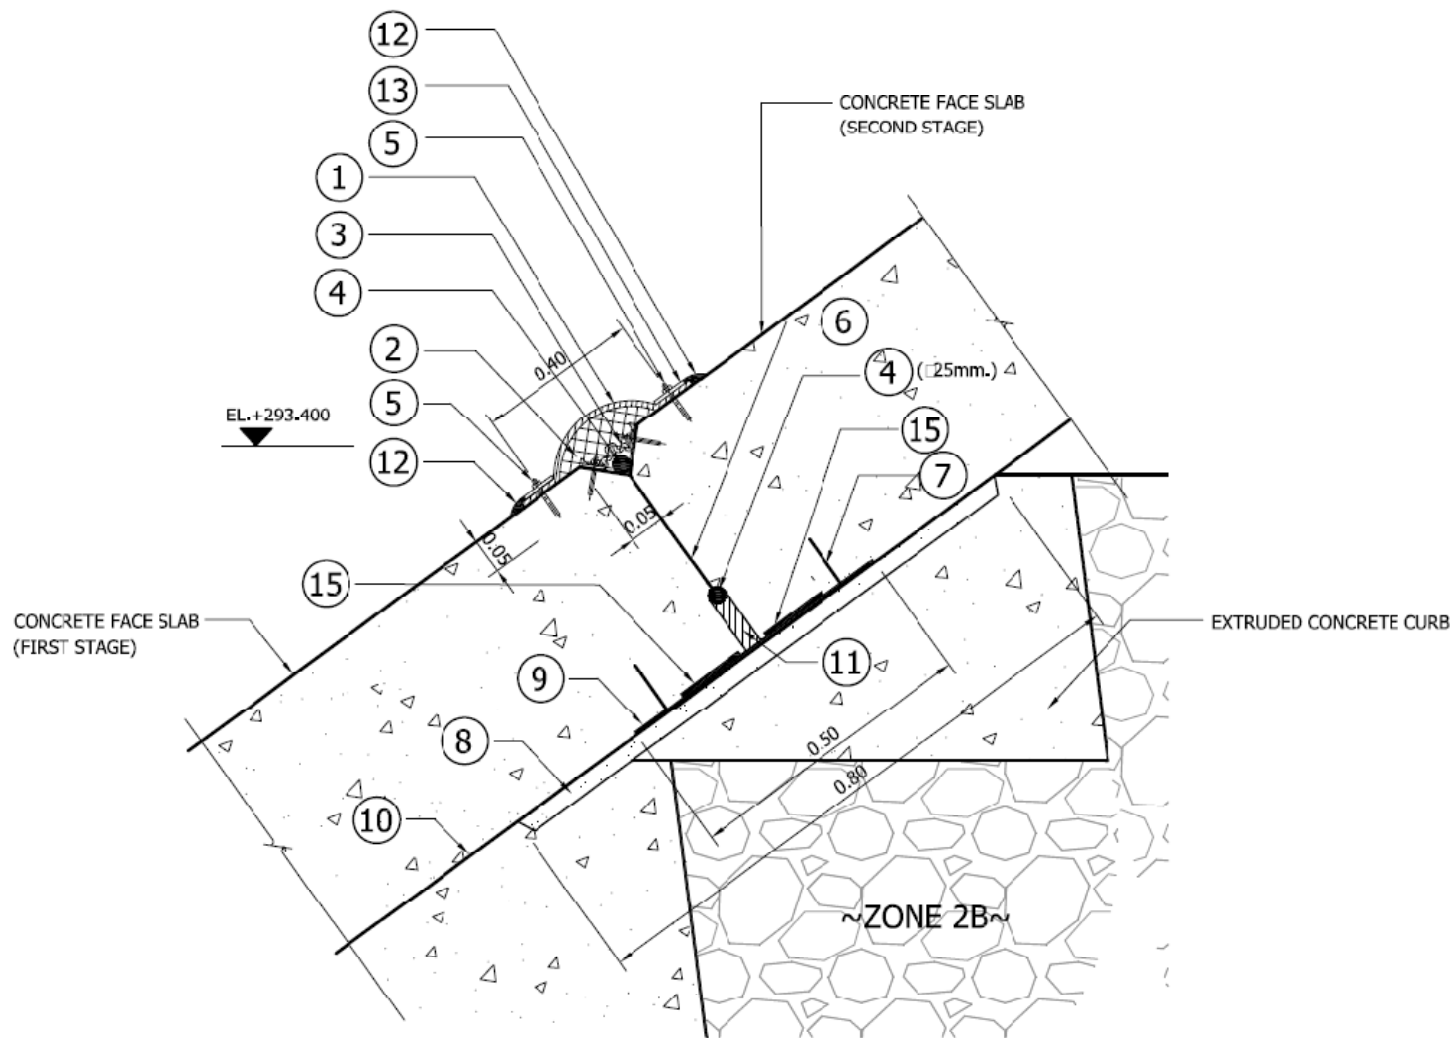 12
13
5
1
3
4
2
5
12
CONCRETE FACE SLAB
(SECOND STAGE)
6
4 (□25mm.)
15
7
0.40
EL.+293.400
0.05
0.05
15
CONCRETE FACE SLAB
(FIRST STAGE)
EXTRUDED CONCRETE CURB
11
9
8
10
0.50
0.80
~ZONE 2B~